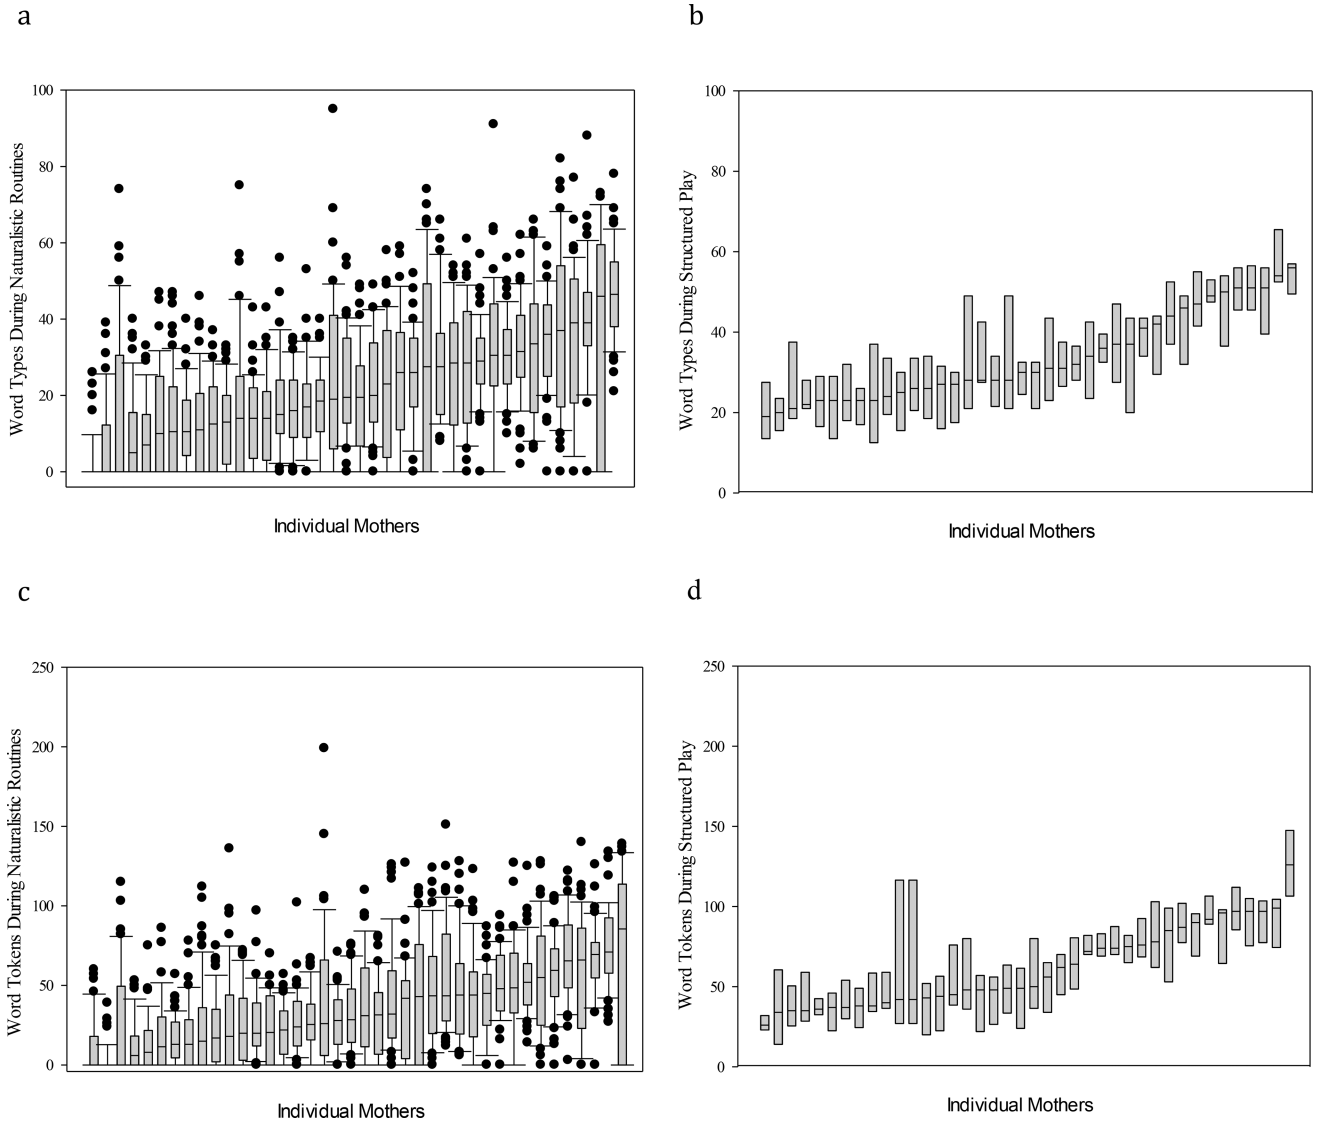 a
b
Word Types During Naturalistic Routines
100
80
60
40
20
0
Individual Mothers
Word Types During Structured Play
100
80
60
40
20
0
Individual Mothers
c
d
Word Tokens During Naturalistic Routines
250
200
150
100
50
0
Individual Mothers
Word Tokens During Structured Play
250
200
150
100
50
0
Individual Mothers